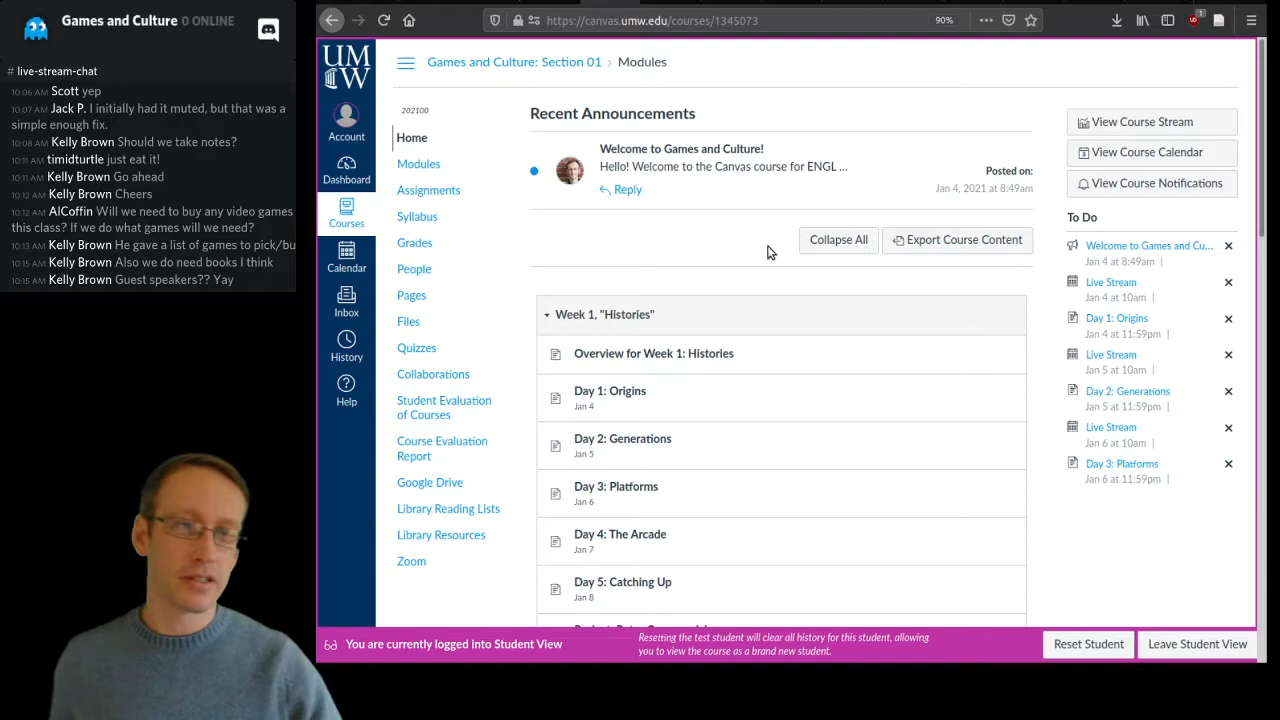 Games and Culture 0 ONLINE
# live-stream-chat
10:06 AM Scott yep
10:07 AM Jack P. I initially had it muted, but that was a
simple enough fix.
10:08 AM Kelly Brown Should we take notes?
10:11 AM timidturtle just eat it!
10:11 AM Kelly Brown Go ahead
10:12 AM Kelly Brown Cheers
10:12 AM AlCoffin Will we need to buy any video games
this class? If we do what games will we need?
10:13 AM Kelly Brown He gave a list of games to pick/bu
10:15 AM Kelly Brown Also we do need books I think
10:15 AM Kelly Brown Guest speakers?? Yay
https://canvas.umw.edu/courses/1345073
90%
1
UMW
Account
Dashboard
Courses
Calendar
Inbox
History
Help
Games and Culture: Section 01 › Modules
202100
Home
Modules
Assignments
Syllabus
Grades
People
Pages
Files
Quizzes
Collaborations
Student Evaluation
of Courses
Course Evaluation
Report
Google Drive
Library Reading Lists
Library Resources
Zoom
Recent Announcements
Welcome to Games and Culture!
Hello! Welcome to the Canvas course for ENGL ...
Reply
Posted on:
Jan 4, 2021 at 8:49am
Collapse All
Export Course Content
Week 1, "Histories"
Overview for Week 1: Histories
Day 1: Origins
Jan 4
Day 2: Generations
Jan 5
Day 3: Platforms
Jan 6
Day 4: The Arcade
Jan 7
Day 5: Catching Up
Jan 8
View Course Stream
View Course Calendar
View Course Notifications
To Do
Welcome to Games and Cu...
Jan 4 at 8:49am |
Live Stream
Jan 4 at 10am |
Day 1: Origins
Jan 4 at 11:59pm |
Live Stream
Jan 5 at 10am |
Day 2: Generations
Jan 5 at 11:59pm |
Live Stream
Jan 6 at 10am |
Day 3: Platforms
Jan 6 at 11:59pm |
You are currently logged into Student View
Resetting the test student will clear all history for this student, allowing
you to view the course as a brand new student.
Reset Student
Leave Student View